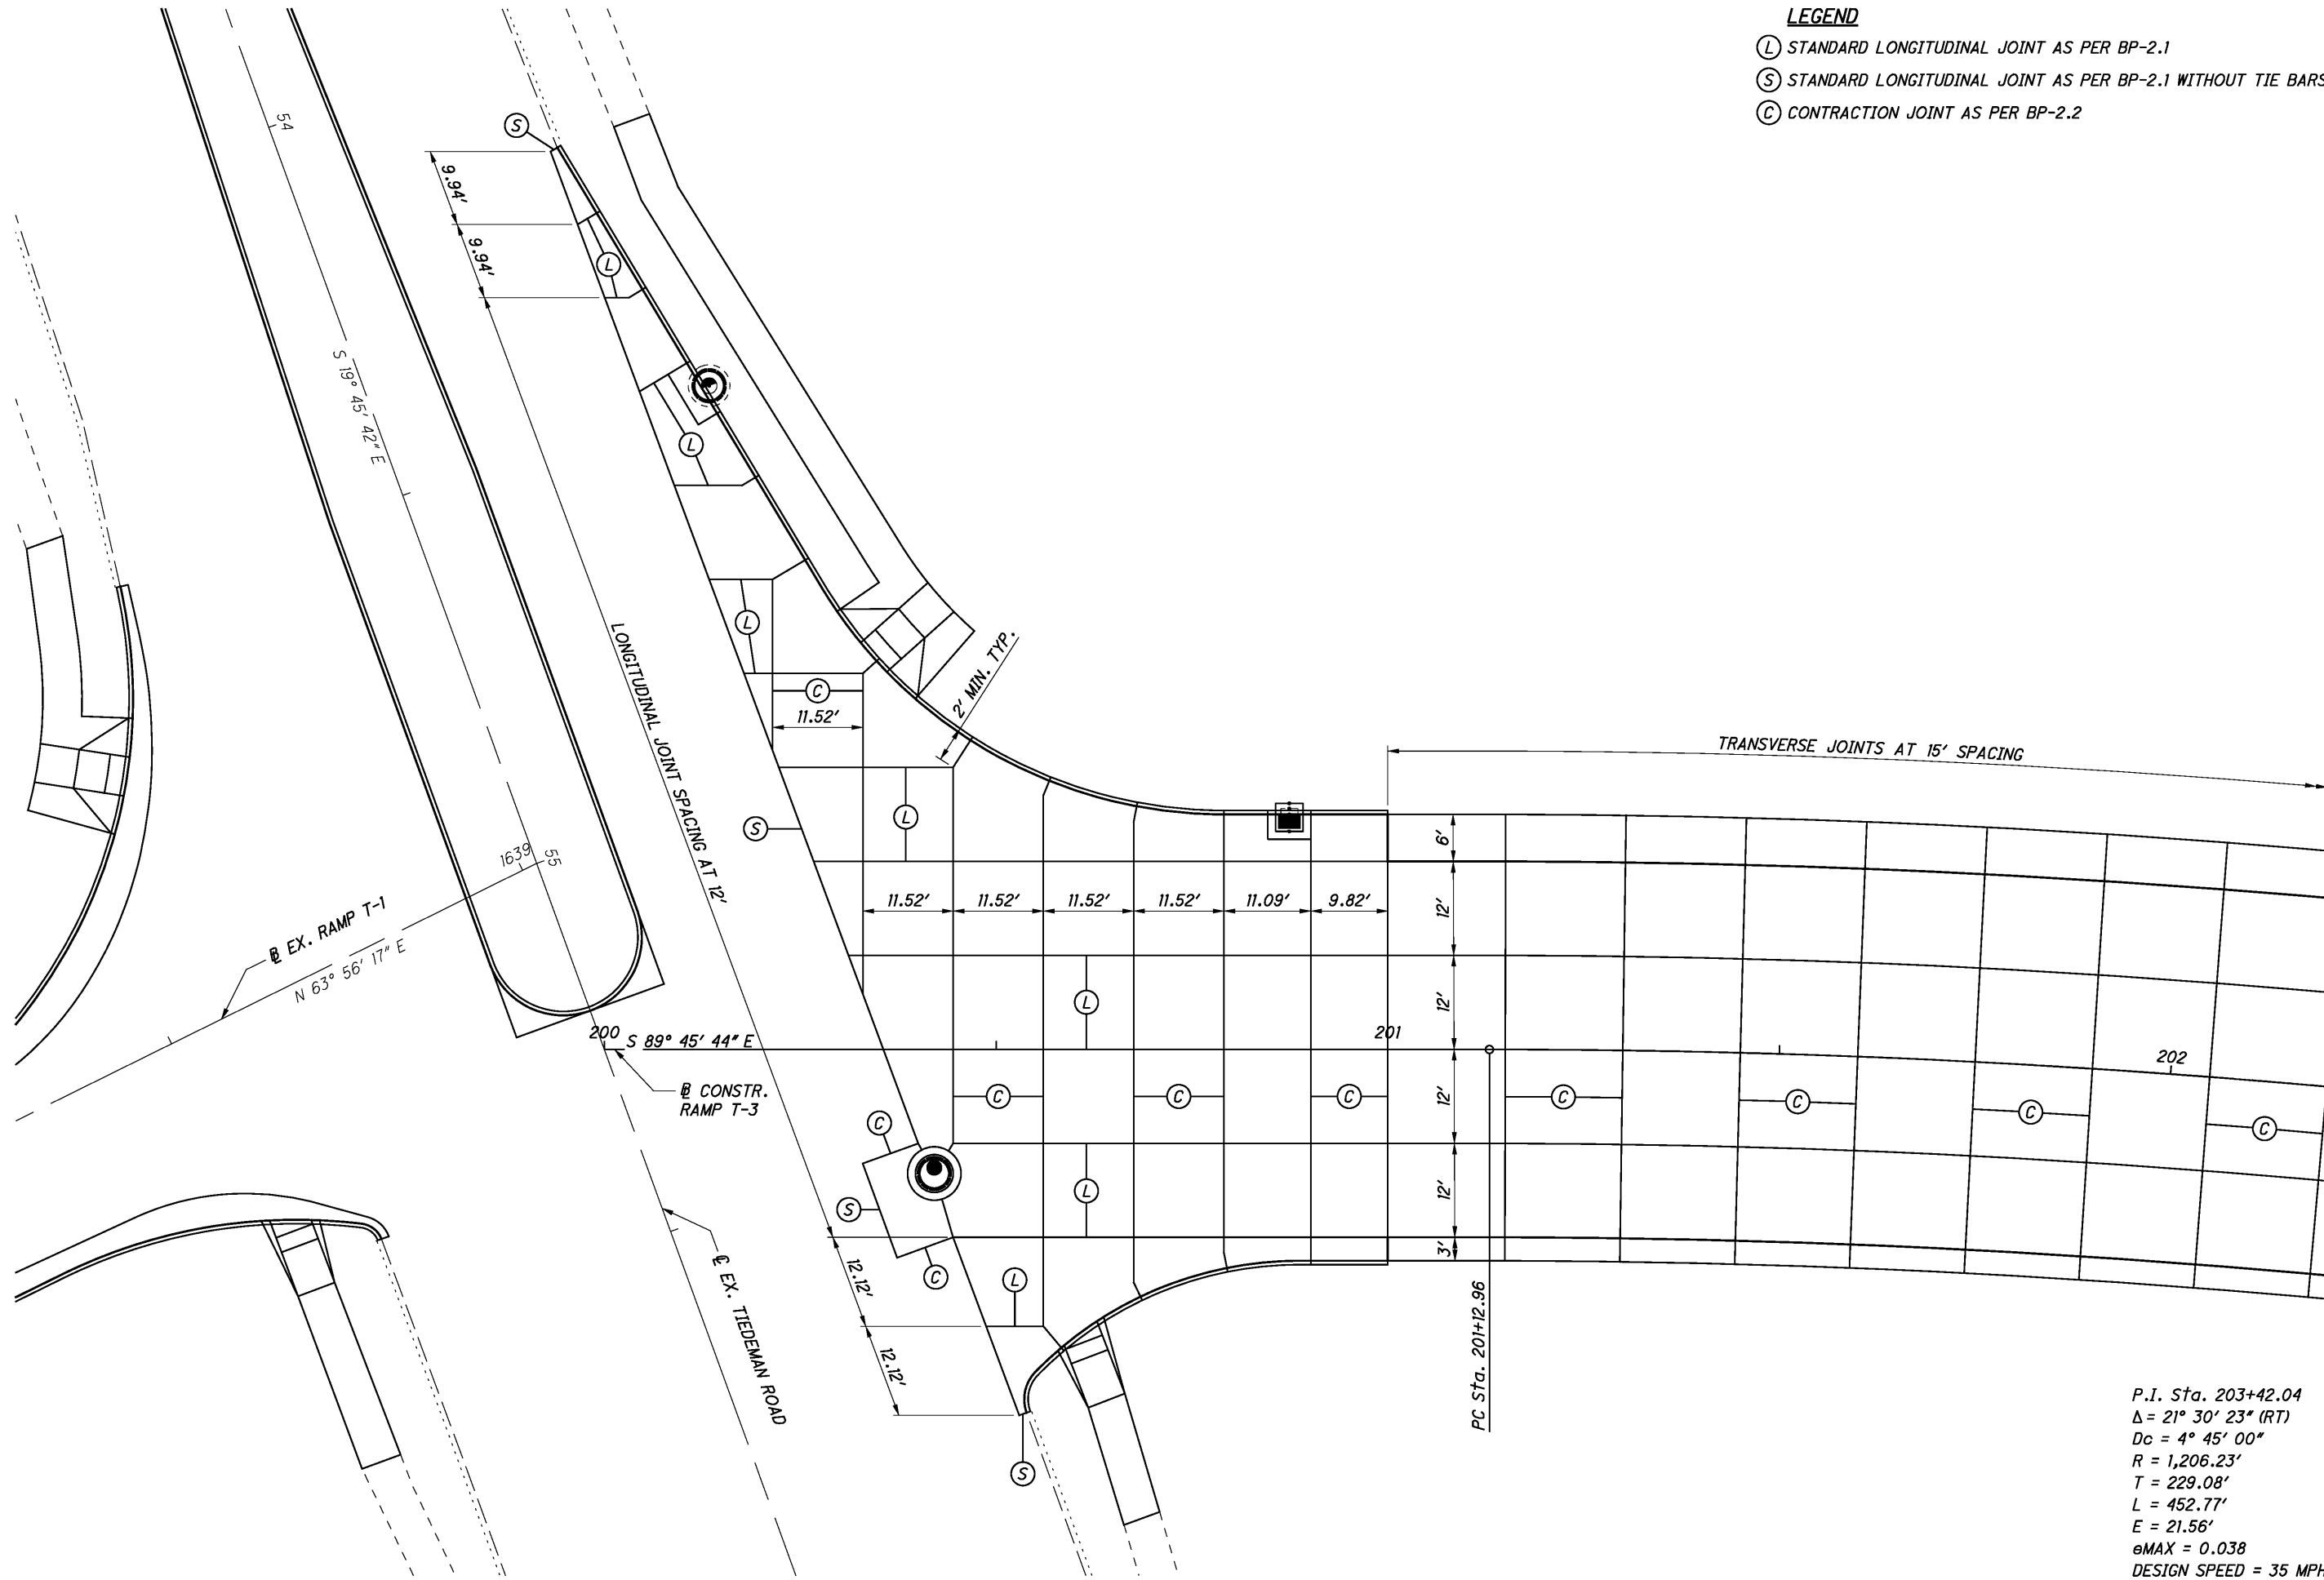 LEGEND
L STANDARD LONGITUDINAL JOINT AS PER BP-2.1
S STANDARD LONGITUDINAL JOINT AS PER BP-2.1 WITHOUT TIE BARS
C CONTRACTION JOINT AS PER BP-2.2
S
54
9.94'
9.94'
L
S 19° 45' 42" E
L
L
LONGITUDINAL JOINT SPACING AT 12'
C
11.52'
2' MIN. TYP.
TRANSVERSE JOINTS AT 15' SPACING
S
L
6'
1639
55
11.52'
11.52'
11.52'
11.52'
11.09'
9.82'
12'
℄ EX. RAMP T-1
N 63° 56' 17" E
L
12'
200
S 89° 45' 44" E
201
202
℄ CONSTR.
RAMP T-3
C
C
C
C
12'
C
C
C
C
C
S
L
12'
C
3'
12.12'
L
℄ EX. TIEDEMAN ROAD
12.12'
S
PC Sta. 201+12.96
P.I. Sta. 203+42.04
Δ = 21° 30' 23" (RT)
Dc = 4° 45' 00"
R = 1,206.23'
T = 229.08'
L = 452.77'
E = 21.56'
eMAX = 0.038
DESIGN SPEED = 35 MPH